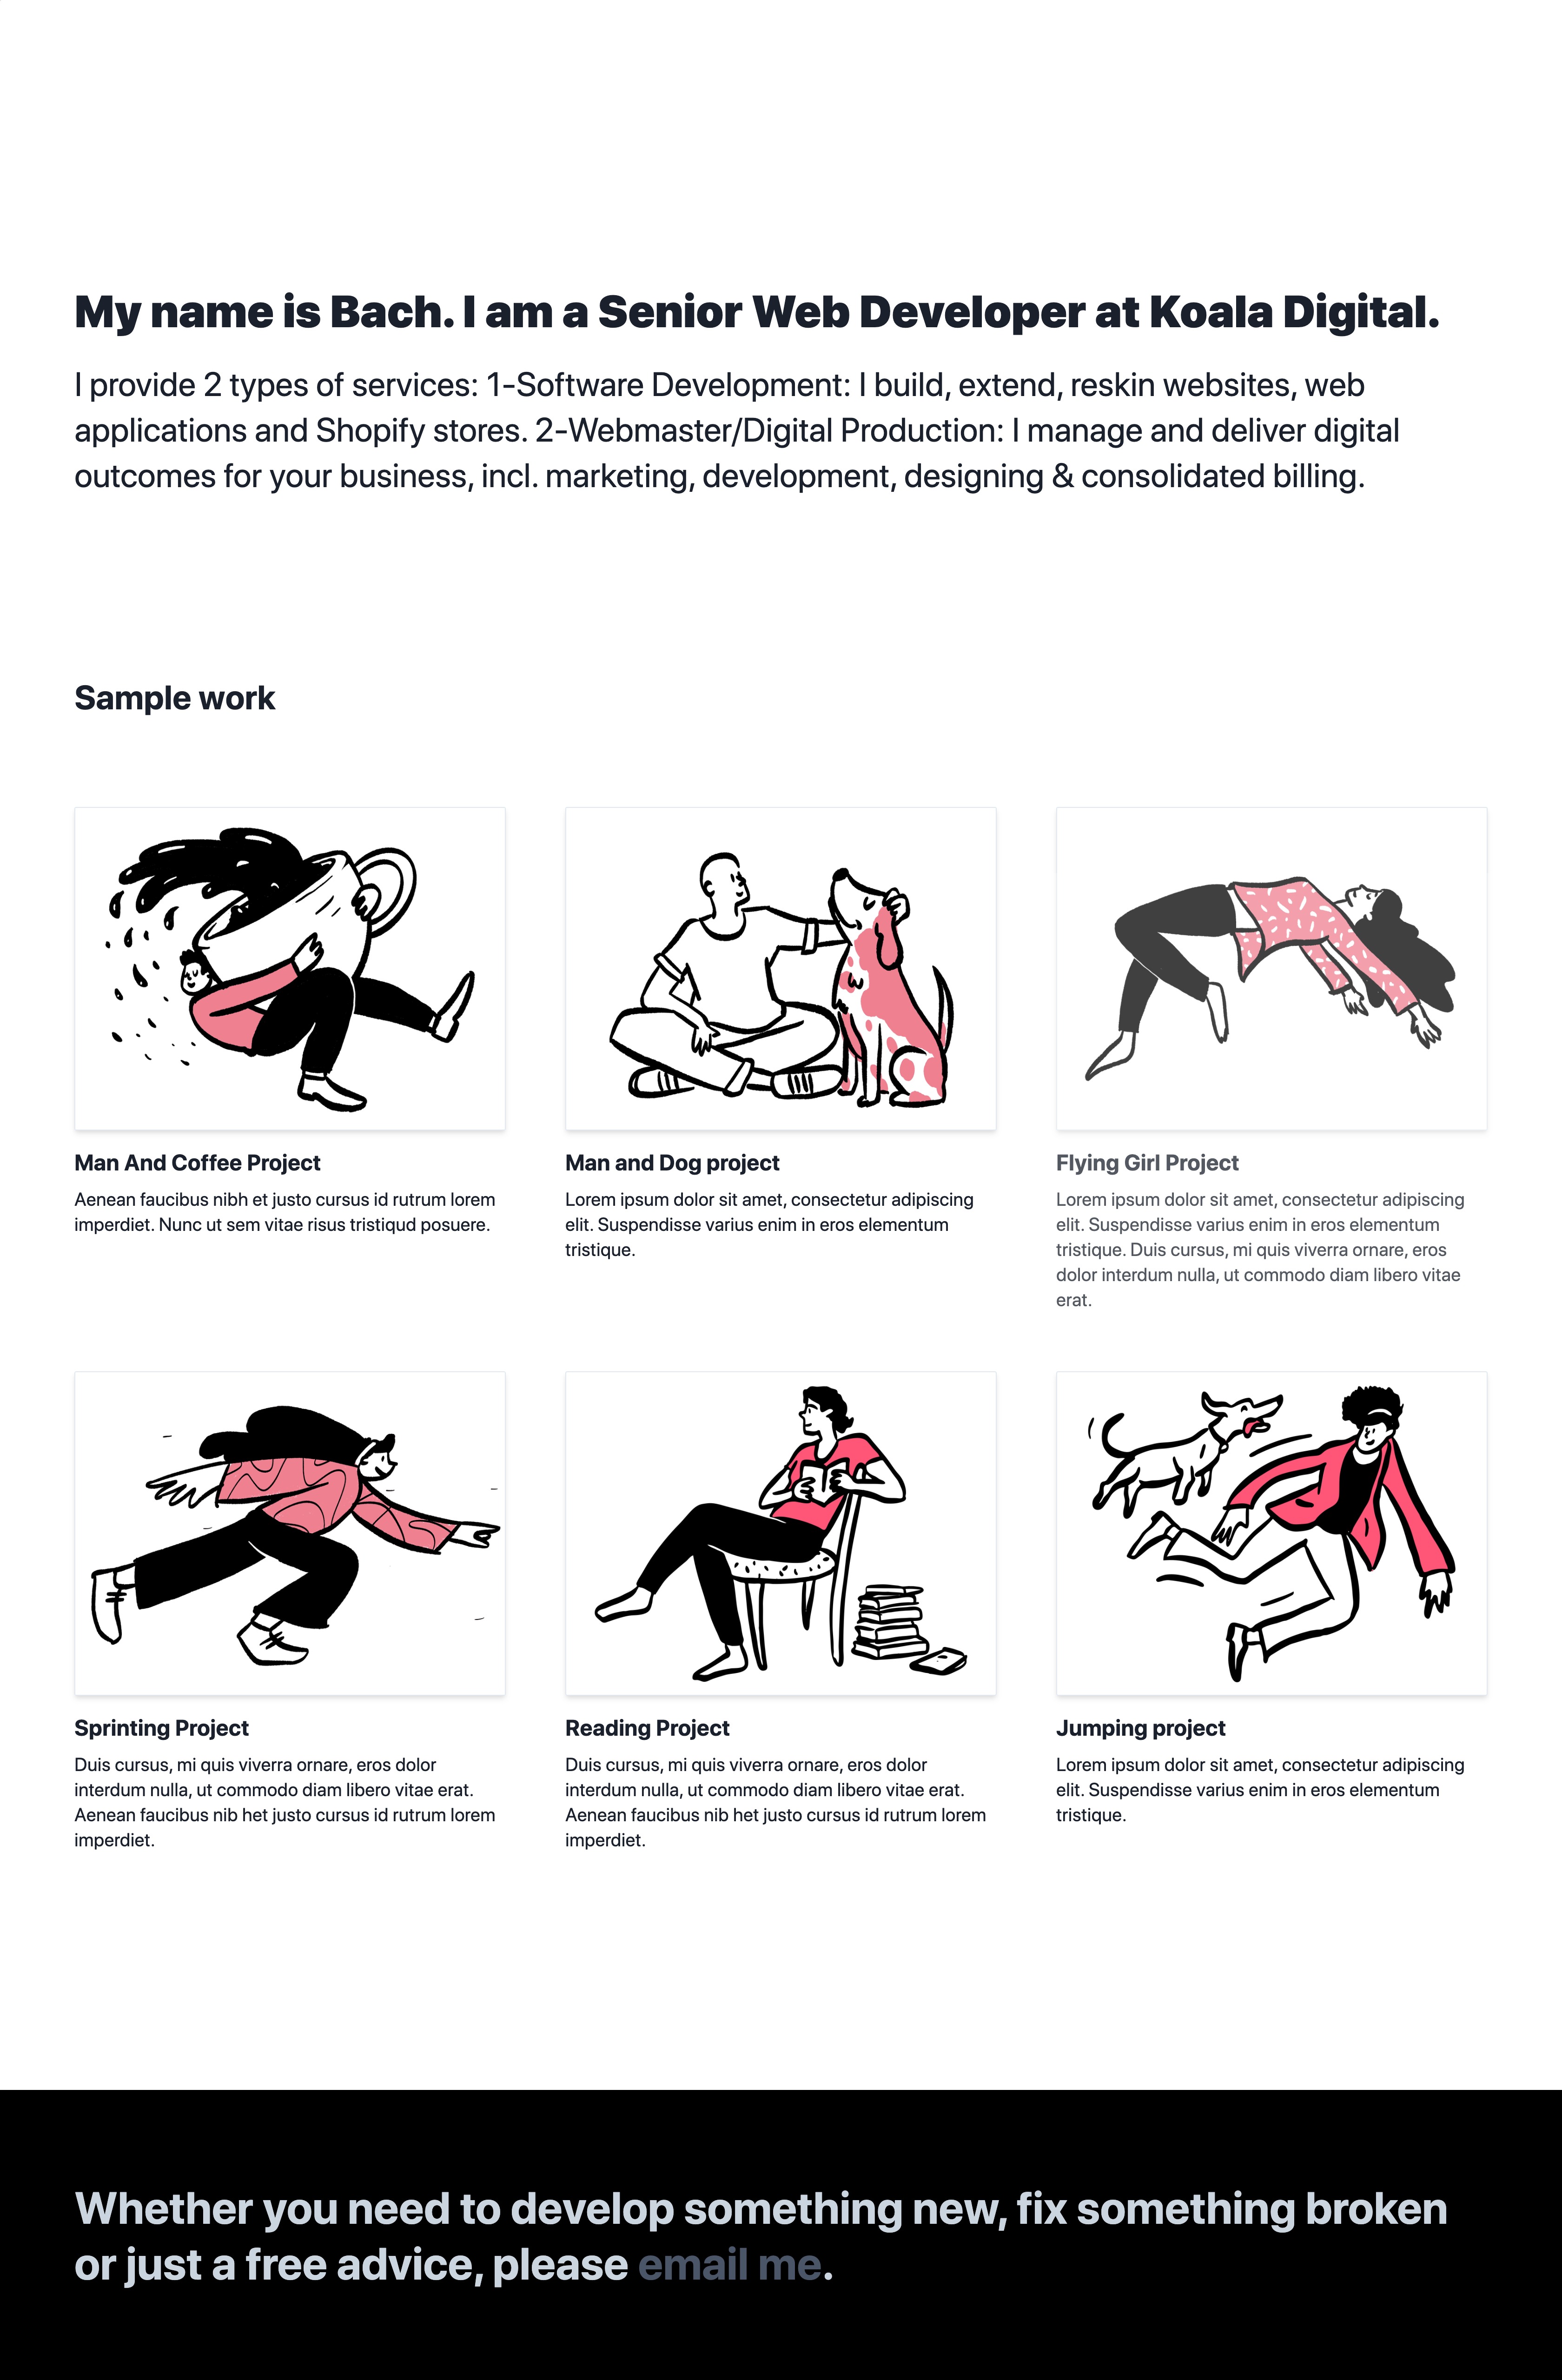 My name is Bach. I am a Senior Web Developer at Koala Digital.
I provide 2 types of services: 1-Software Development: I build, extend, reskin websites, web
applications and Shopify stores. 2-Webmaster/Digital Production: I manage and deliver digital
outcomes for your business, incl. marketing, development, designing & consolidated billing.
Sample work
Man And Coffee Project
Aenean faucibus nibh et justo cursus id rutrum lorem
imperdiet. Nunc ut sem vitae risus tristiqud posuere.
Man and Dog project
Lorem ipsum dolor sit amet, consectetur adipiscing
elit. Suspendisse varius enim in eros elementum
tristique.
Flying Girl Project
Lorem ipsum dolor sit amet, consectetur adipiscing
elit. Suspendisse varius enim in eros elementum
tristique. Duis cursus, mi quis viverra ornare, eros
dolor interdum nulla, ut commodo diam libero vitae
erat.
Sprinting Project
Duis cursus, mi quis viverra ornare, eros dolor
interdum nulla, ut commodo diam libero vitae erat.
Aenean faucibus nib het justo cursus id rutrum lorem
imperdiet.
Reading Project
Duis cursus, mi quis viverra ornare, eros dolor
interdum nulla, ut commodo diam libero vitae erat.
Aenean faucibus nib het justo cursus id rutrum lorem
imperdiet.
Jumping project
Lorem ipsum dolor sit amet, consectetur adipiscing
elit. Suspendisse varius enim in eros elementum
tristique.
Whether you need to develop something new, fix something broken
or just a free advice, please email me.